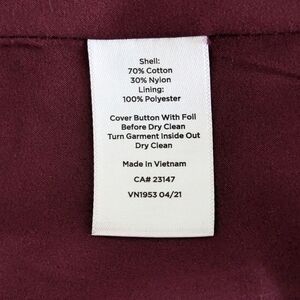 Shell:
70% Cotton
30% Nylon
Lining:
100% Polyester
Cover Button With Foil
Before Dry Clean
Turn Garment Inside Out
Dry Clean
Made In Vietnam
CA# 23147
VN1953 04/21